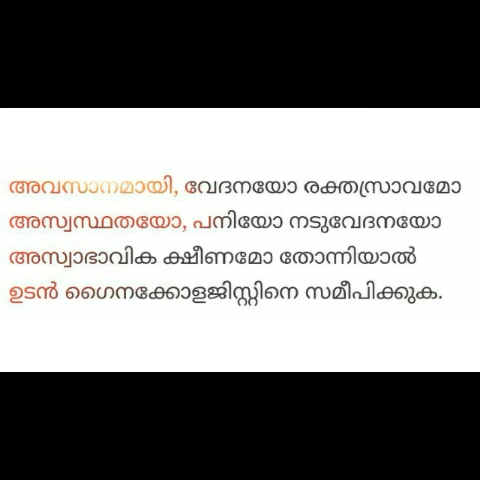 അവസാനമായി, വേദനയോ രക്തസ്രാവമോ
അസ്വസ്ഥതയോ, പനിയോ നടുവേദനയോ
അസ്വാഭാവിക ക്ഷീണമോ തോന്നിയാൽ
ഉടൻ ഗൈനക്കോളജിസ്റ്റിനെ സമീപിക്കുക.